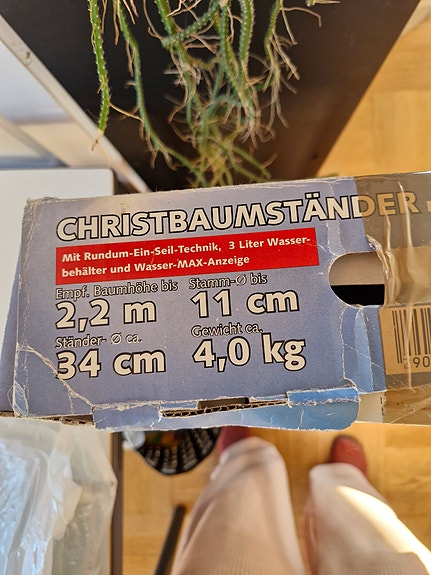 CHRISTBAUMSTÄNDER
Mit Rundum-Ein-Seil-Technik, 3 Liter Wasser-
behälter und Wasser-MAX-Anzeige
Empf. Baumhöhe bis Stamm-Ø bis
2,2 m 11 cm
Ständer- Ø ca. Gewicht ca.
34 cm 4,0 kg
90